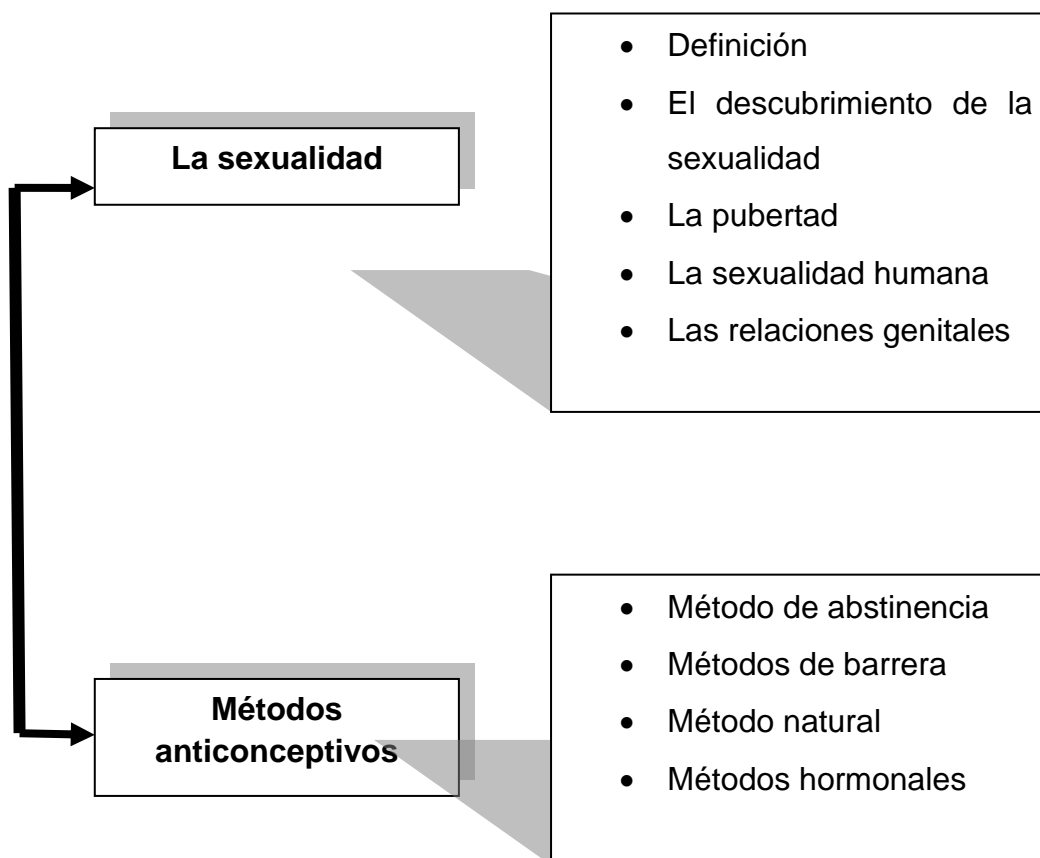 La sexualidad
• Definición
• El descubrimiento de la
sexualidad
• La pubertad
• La sexualidad humana
• Las relaciones genitales
Métodos
anticonceptivos
• Método de abstinencia
• Métodos de barrera
• Método natural
• Métodos hormonales